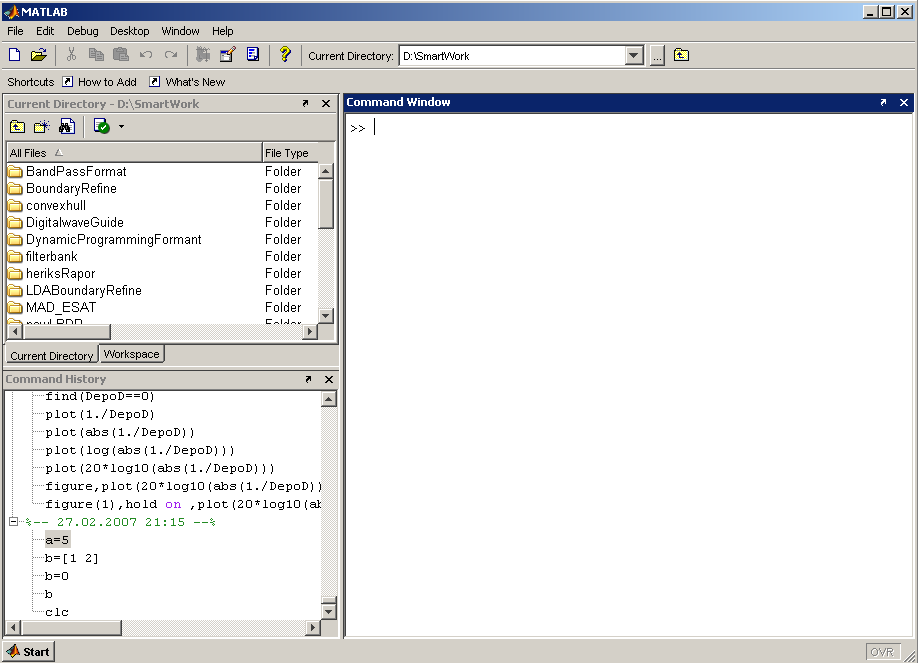 MATLAB
File Edit Debug Desktop Window Help
Current Directory: D:\SmartWork ...
Shortcuts How to Add What's New
Current Directory - D:\SmartWork
All Files File Type
BandPassFormat Folder
BoundaryRefine Folder
convexhull Folder
DigitalwaveGuide Folder
DynamicProgrammingFormant Folder
filterbank Folder
heriksRapor Folder
LDABoundaryRefine Folder
MAD_ESAT Folder
Folder
Current Directory Workspace
Command History
find(DepoD==0)
plot(1./DepoD)
plot(abs(1./DepoD))
plot(log(abs(1./DepoD)))
plot(20*log10(abs(1./DepoD)))
figure,plot(20*log10(abs(1./DepoD))
figure(1),hold on ,plot(20*log10(ab
%-- 27.02.2007 21:15 --%
a=5
b=[1 2]
b=0
b
clc
Command Window
>>
Start
OVR